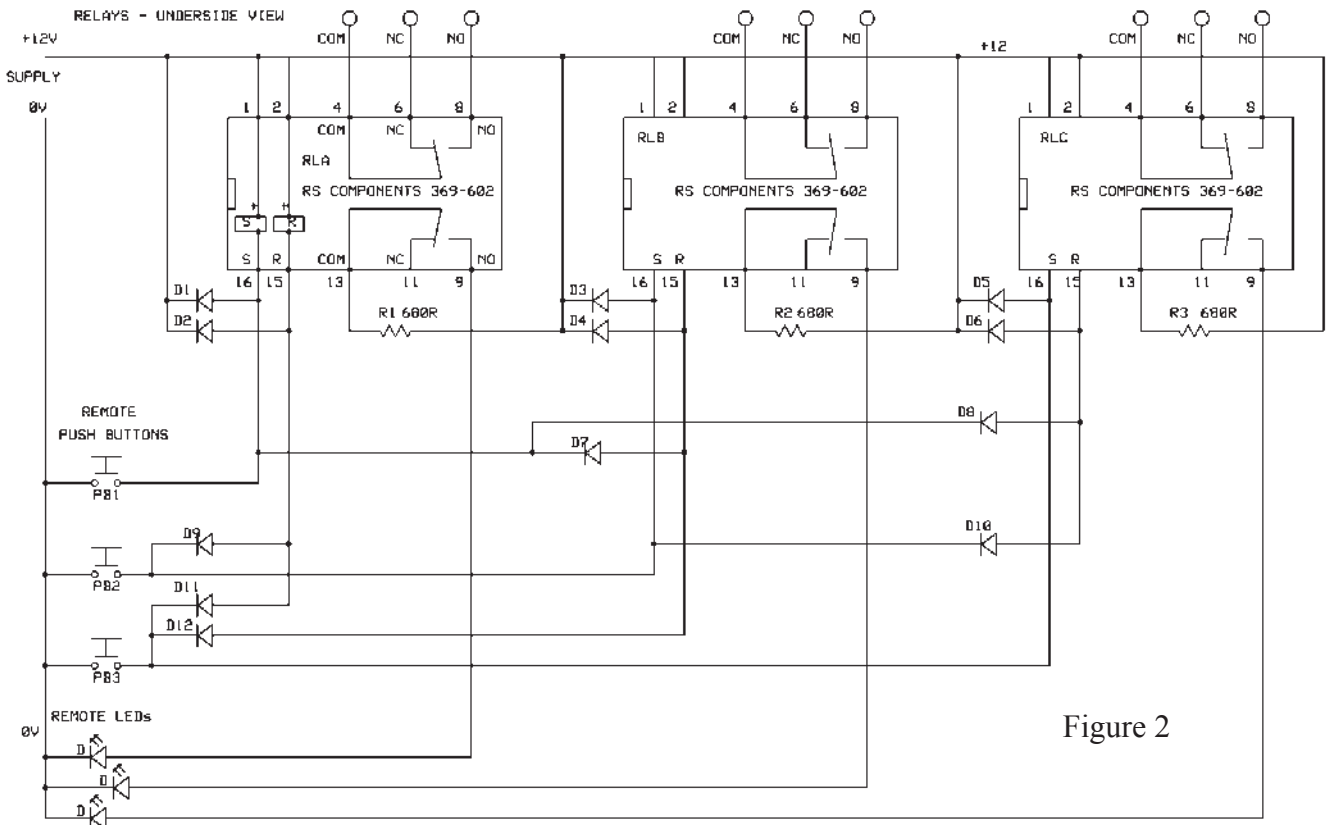 RELAYS - UNDERSIDE VIEW
+12V
SUPPLY
0V
COM NC NO
COM NC NO
+12
COM NC NO
1 2 4 6 8
1 2 4 6 8
1 2 4 6 8
COM NC NO
RLA
RLB
RLC
RS COMPONENTS 369-602
RS COMPONENTS 369-602
RS COMPONENTS 369-602
+ +
S R
S R COM NC NO
S R
S R
16 15 13 11 9
16 15 13 11 9
16 15 13 11 9
D1
D2
R1 680R
D3
D4
R2 680R
D5
D6
R3 680R
REMOTE
PUSH BUTTONS
D7
D8
PB1
D9
D10
PB2
D11
D12
PB3
REMOTE LEDs
0V
D
D
D
Figure 2